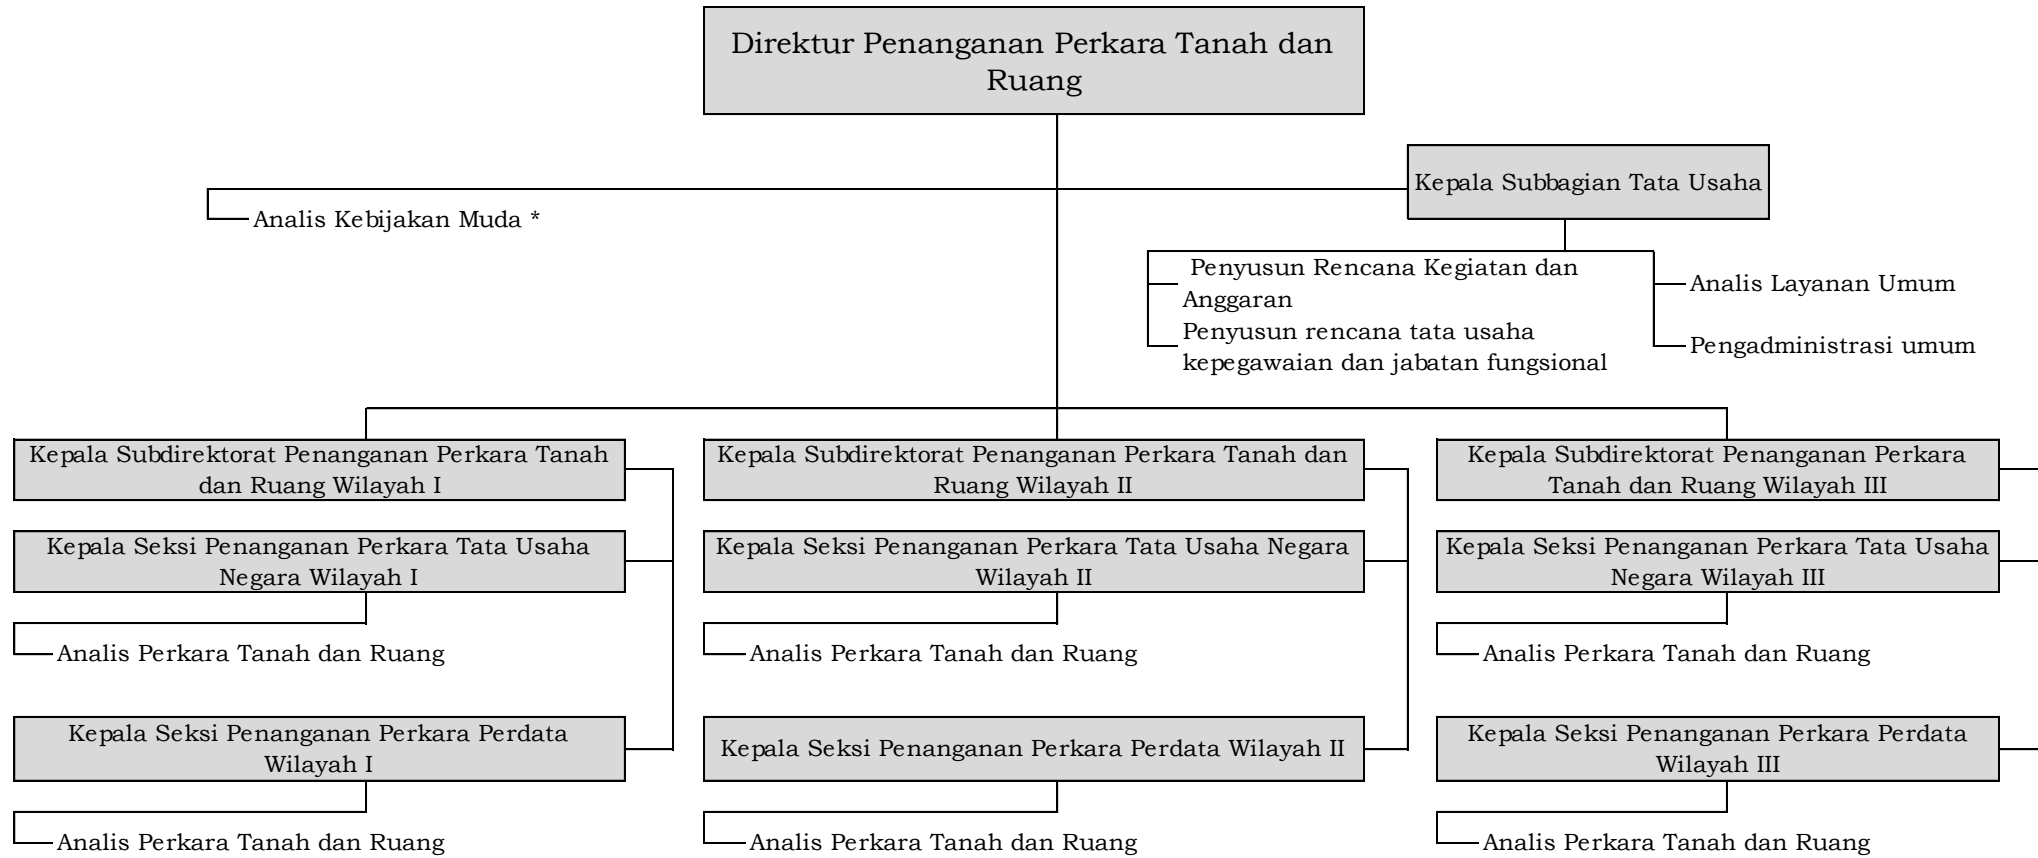 Direktur Penanganan Perkara Tanah dan
Ruang
Kepala Subbagian Tata Usaha
Analis Kebijakan Muda *
Penyusun Rencana Kegiatan dan
Anggaran
Penyusun rencana tata usaha
kepegawaian dan jabatan fungsional
Analis Layanan Umum
Pengadministrasi umum
Kepala Subdirektorat Penanganan Perkara Tanah
dan Ruang Wilayah I
Kepala Seksi Penanganan Perkara Tata Usaha
Negara Wilayah I
Analis Perkara Tanah dan Ruang
Kepala Seksi Penanganan Perkara Perdata
Wilayah I
Analis Perkara Tanah dan Ruang
Kepala Subdirektorat Penanganan Perkara Tanah dan
Ruang Wilayah II
Kepala Seksi Penanganan Perkara Tata Usaha Negara
Wilayah II
Analis Perkara Tanah dan Ruang
Kepala Seksi Penanganan Perkara Perdata Wilayah II
Analis Perkara Tanah dan Ruang
Kepala Subdirektorat Penanganan Perkara
Tanah dan Ruang Wilayah III
Kepala Seksi Penanganan Perkara Tata Usaha
Negara Wilayah III
Analis Perkara Tanah dan Ruang
Kepala Seksi Penanganan Perkara Perdata
Wilayah III
Analis Perkara Tanah dan Ruang